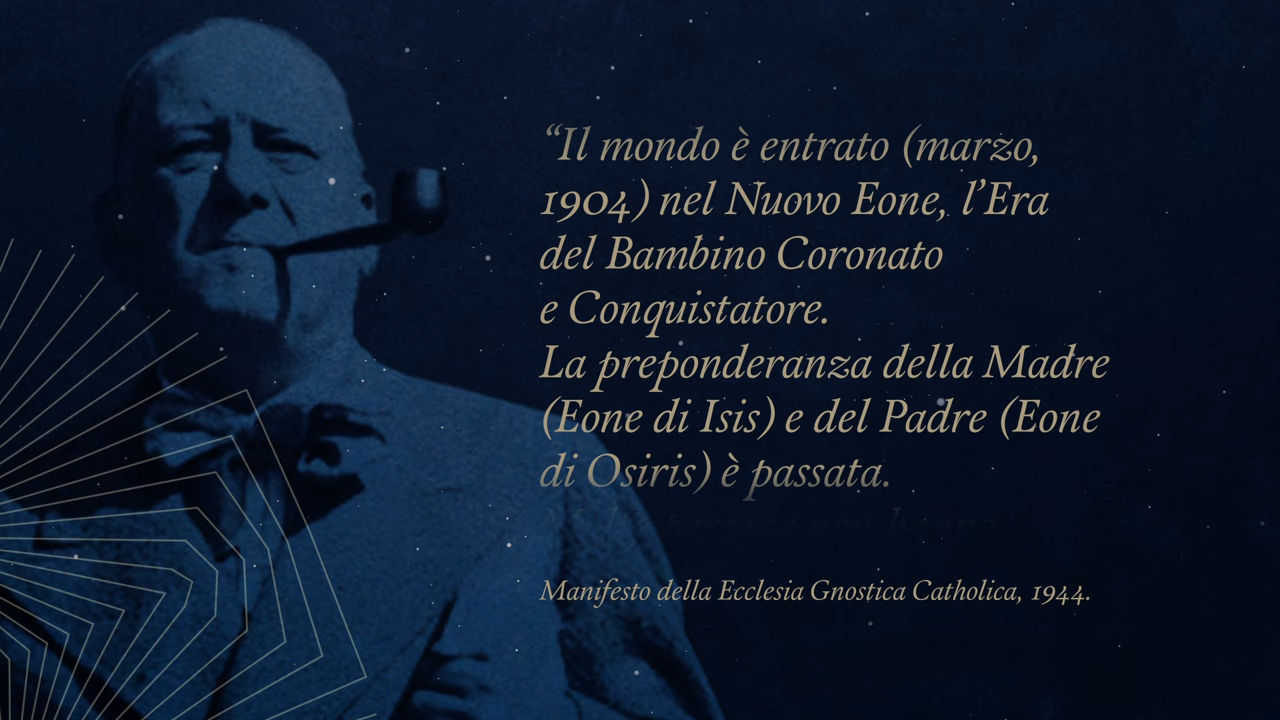 “Il mondo è entrato (marzo,
1904) nel Nuovo Eone, l’Era
del Bambino Coronato
e Conquistatore.
La preponderanza della Madre
(Eone di Isis) e del Padre (Eone
di Osiris) è passata.
Manifesto della Ecclesia Gnostica Catholica, 1944.